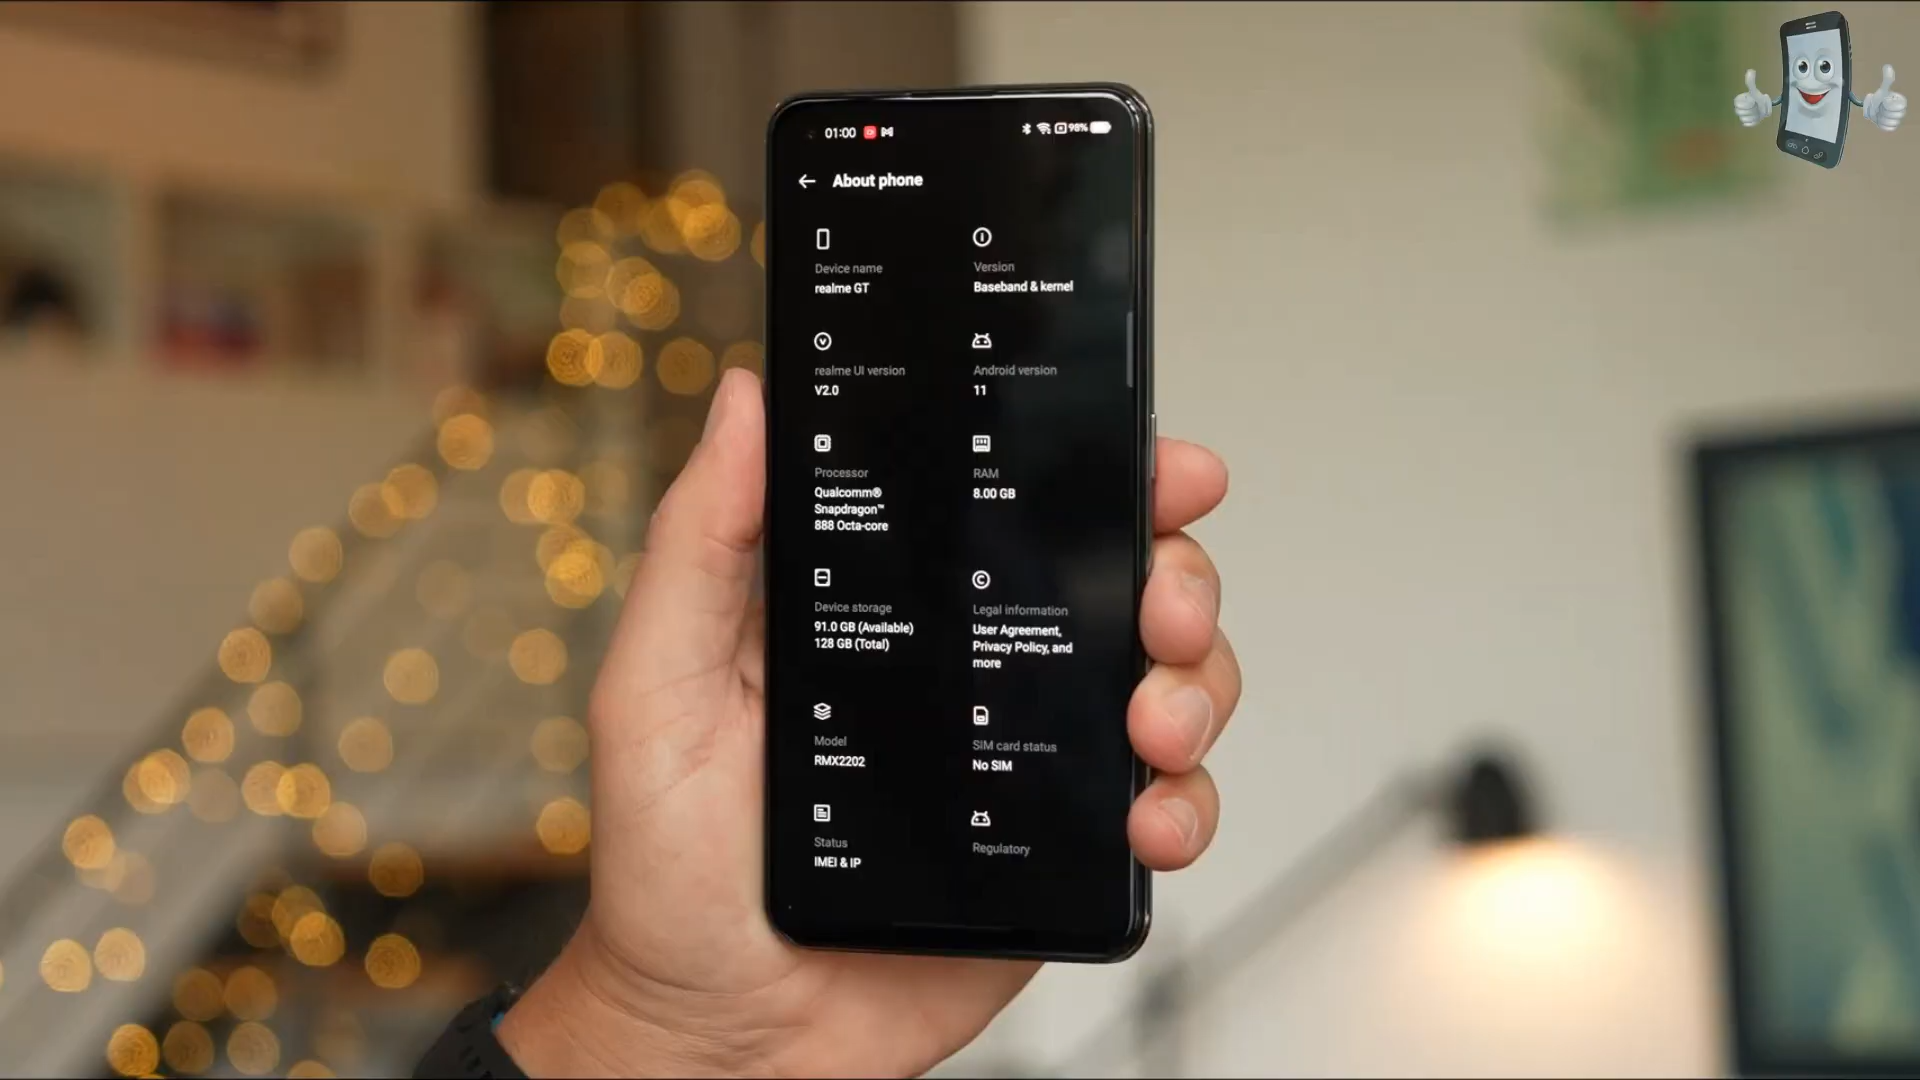 01:00
98%
About phone
Device name
realme GT
Version
Baseband & kernel
realme UI version
V2.0
Android version
11
Processor
Qualcomm®
Snapdragon™
888 Octa-core
RAM
8.00 GB
Device storage
91.0 GB (Available)
128 GB (Total)
Legal information
User Agreement,
Privacy Policy, and
more
Model
RMX2202
SIM card status
No SIM
Status
IMEI & IP
Regulatory